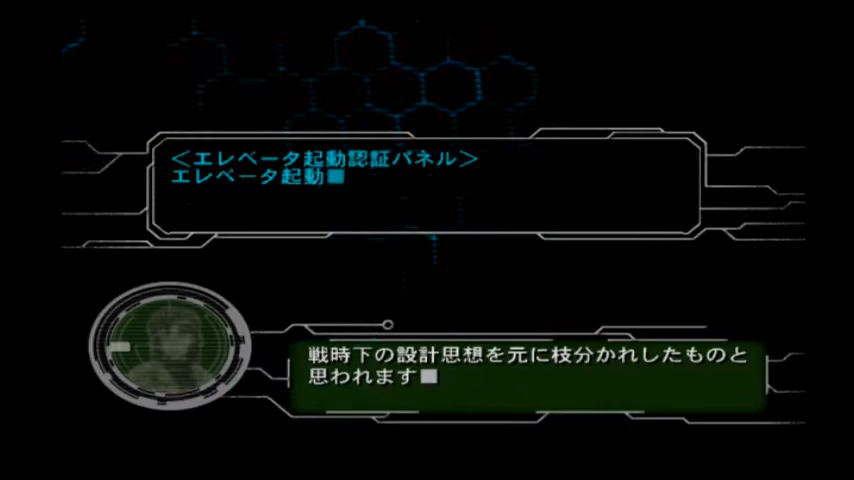 ＜エレベータ起動認証パネル＞
エレベータ起動■
戦時下の設計思想を元に枝分かれしたものと
思われます■